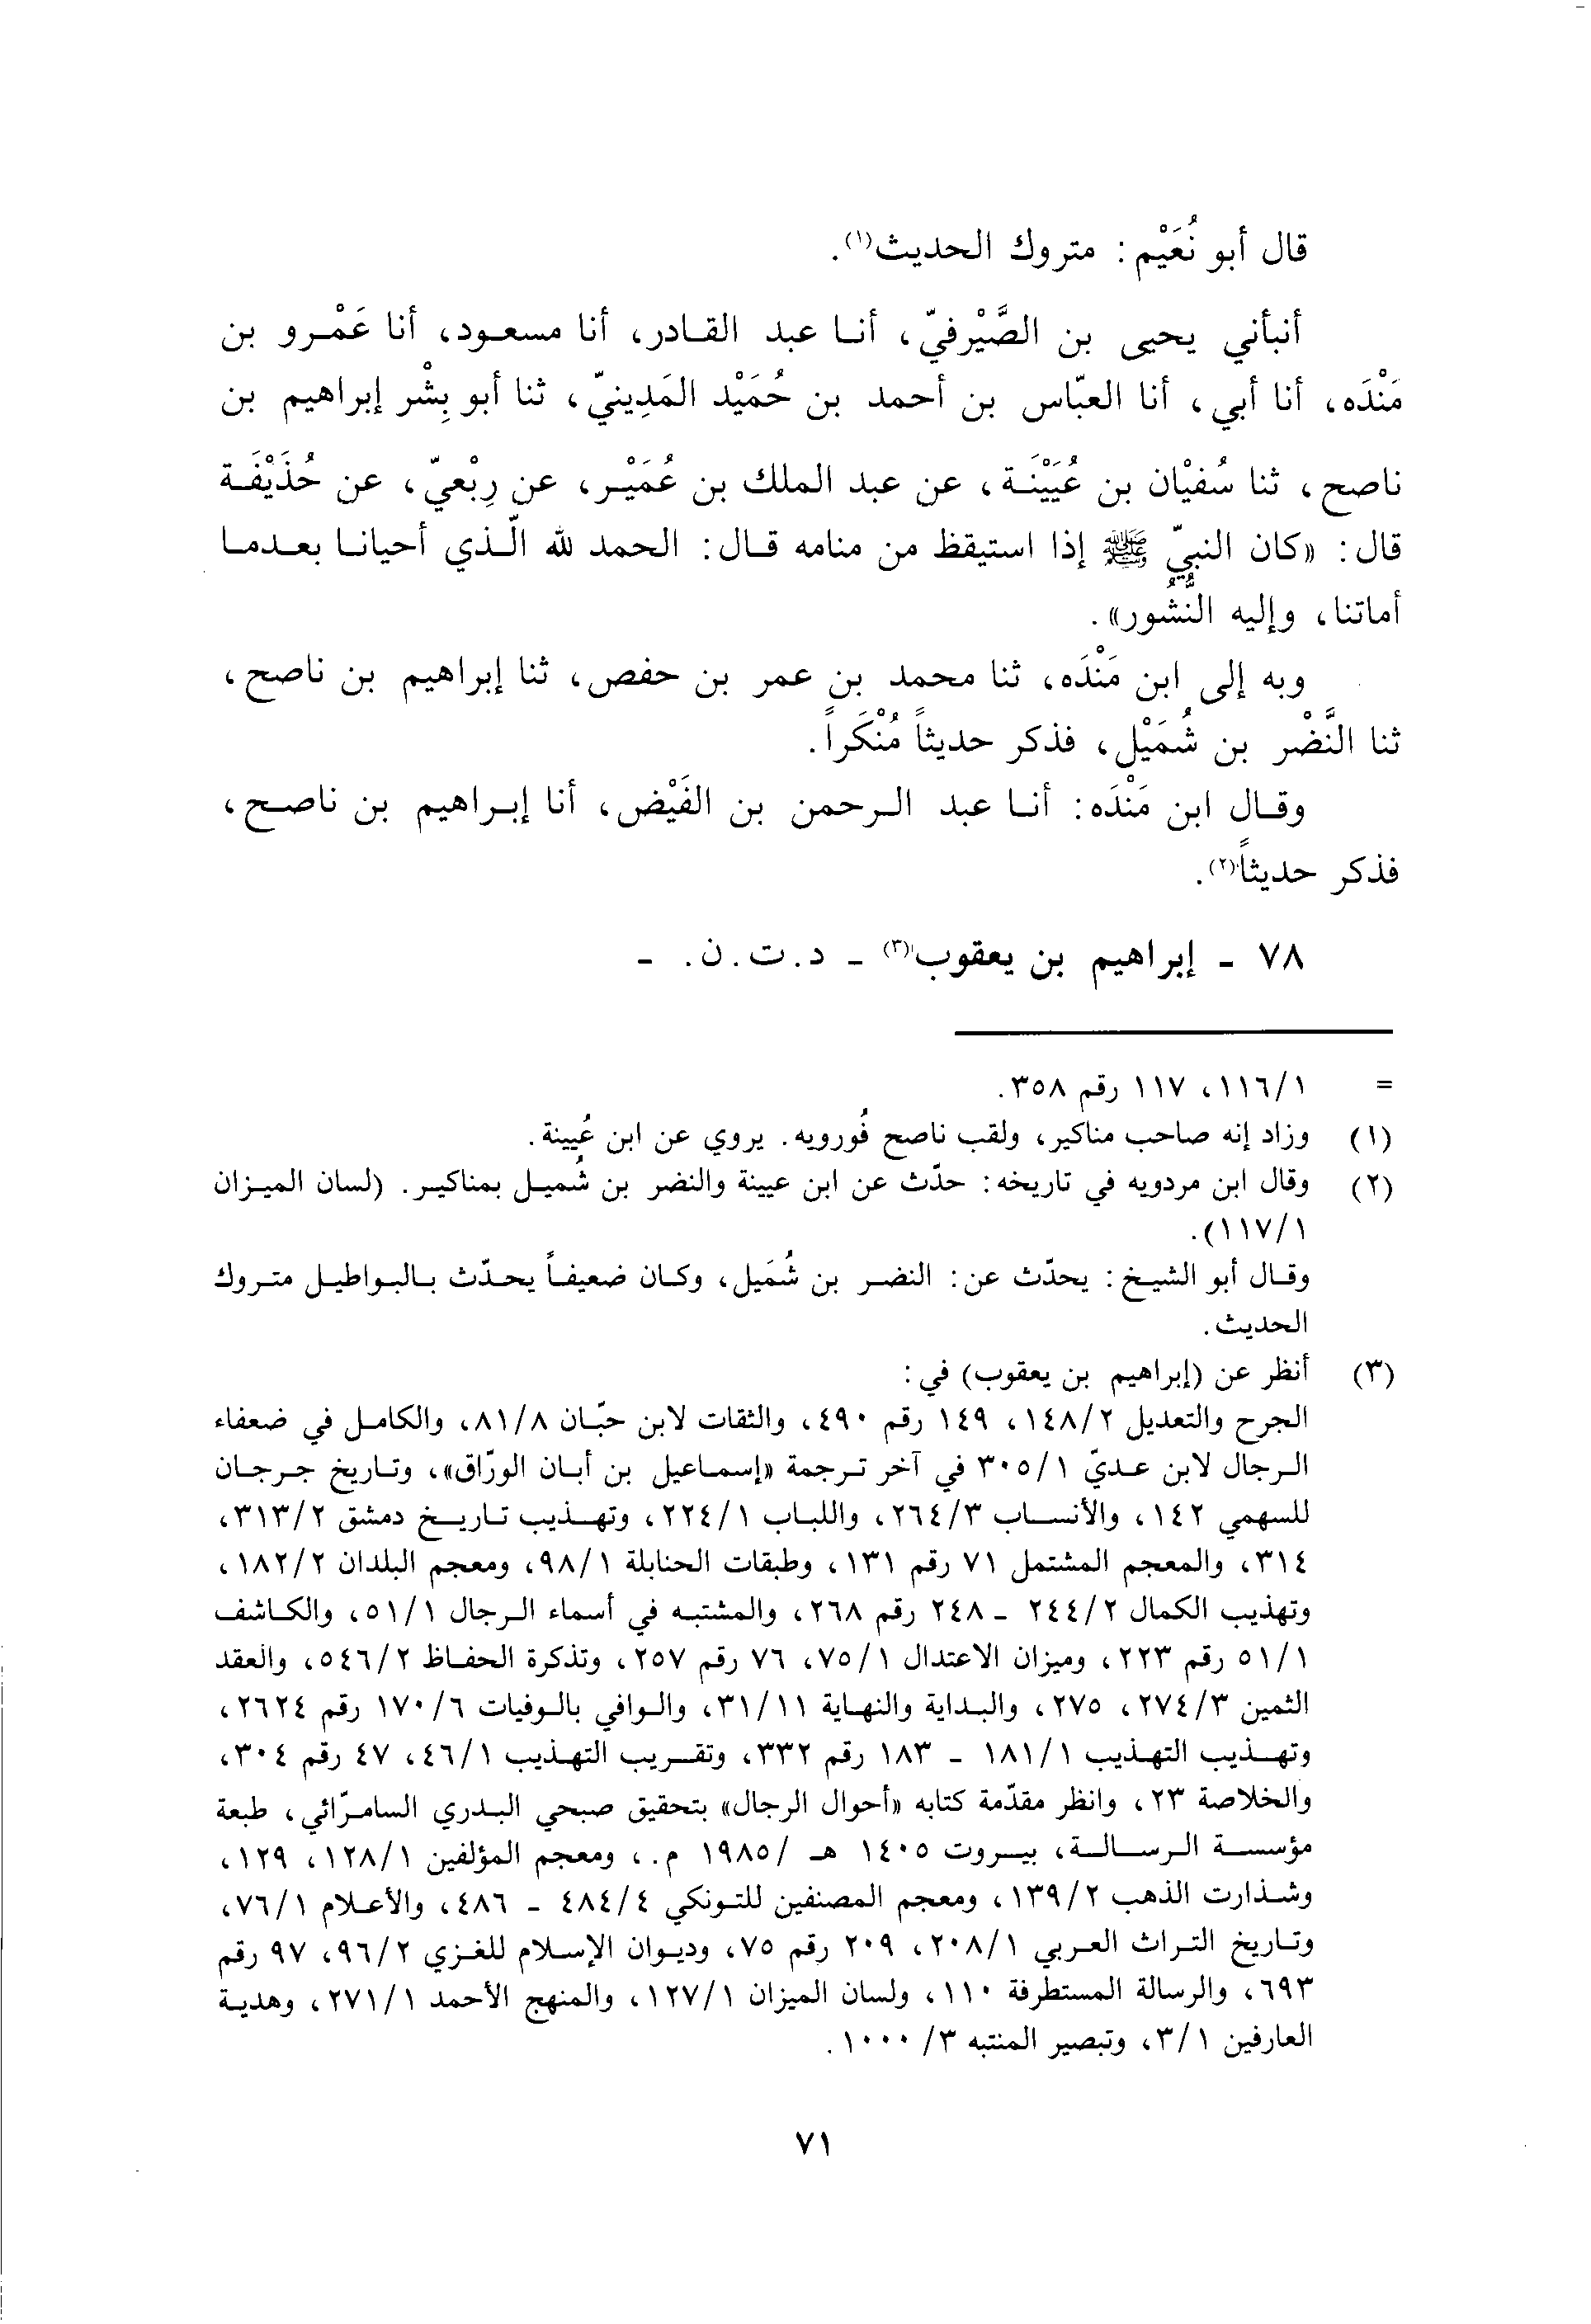 قال أبو نُعَيْم: متروك الحديث(١).
أنبأني يحيى بن الصَّيْرفيّ، أنـا عبد القـادر، أنا مسعـود، أنا عَمْـرو بن
مَنْدَه، أنا أبي، أنا العبّاس بن أحمد بن حُمَيْد المَدِينيّ، ثنا أبو بِشْر إبراهيم بن
ناصح، ثنا سُفيْان بن عُيَيْنَـة، عن عبد الملك بن عُمَيْـر، عن رِبْعيّ، عن حُذَيْفَـة
قال: «كان النبيّ ﷺ إذا استيقظ من منامه قـال: الحمد لله الّـذي أحيانـا بعـدمـا
أماتنا، وإليه النُّشُور».
وبه إلى ابن مَنْدَه، ثنا محمد بن عمر بن حفص، ثنا إبراهيم بن ناصح،
ثنا النَّضْر بن شُمَيْل، فذكر حديثاً مُنْكَراً.
وقـال ابن مَنْدَه: أنـا عبد الـرحمن بن الفَيْض، أنا إبـراهيم بن ناصـح،
فذكر حديثاً(٢).
٧٨ - إبراهيم بن يعقوب(٣) - د.ت.ن. -
= ١١٦/١، ١١٧ رقم ٣٥٨.
(١) وزاد إنه صاحب مناكير، ولقب ناصح فُورويه. يروي عن ابن عُيينة.
(٢) وقال ابن مردويه في تاريخه: حدّث عن ابن عيينة والنضر بن شُميـل بمناكيـر. (لسان الميـزان
١١٧/١).
وقـال أبو الشيـخ: يحدّث عن: النضـر بن شُمَيل، وكـان ضعيفـاً يحـدّث بـالبـواطيـل متـروك
الحديث.
(٣) أنظر عن (إبراهيم بن يعقوب) في:
الجرح والتعديل ١٤٨/٢، ١٤٩ رقم ٤٩٠، والثقات لابن حبّـان ٨١/٨، والكامـل في ضعفاء
الـرجال لابن عـديّ ٣٠٥/١ في آخر تـرجمة «إسمـاعيل بن أبـان الورّاق»، وتـاريخ جـرجـان
للسهمي ١٤٢، والأنسـاب ٢٦٤/٣، واللبـاب ٢٢٤/١، وتهـذيب تـاريـخ دمشق ٣١٣/٢،
٣١٤، والمعجم المشتمل ٧١ رقم ١٣١، وطبقات الحنابلة ٩٨/١، ومعجم البلدان ١٨٢/٢،
وتهذيب الكمال ٢٤٤/٢ - ٢٤٨ رقم ٢٦٨، والمشتبـه في أسماء الـرجال ٥١/١، والكـاشف
٥١/١ رقم ٢٢٣، وميزان الاعتدال ٧٥/١، ٧٦ رقم ٢٥٧، وتذكرة الحفـاظ ٥٤٦/٢، والعقد
الثمين ٢٧٤/٣، ٢٧٥، والبـداية والنهـاية ٣١/١١، والـوافي بالـوفيات ١٧٠/٦ رقم ٢٦٢٤،
وتهـذيب التهـذيب ١٨١/١ - ١٨٣ رقم ٣٣٢، وتقـريب التهـذيب ٤٦/١، ٤٧ رقم ٣٠٤،
والخلاصة ٢٣، وانظر مقدّمة كتابه «أحوال الرجال» بتحقيق صبحي البـدري السامـرّائي، طبعة
مؤسسـة الـرسـالـة، بيـروت ١٤٠٥ هـ /١٩٨٥ م.، ومعجم المؤلفين ١٢٨/١، ١٢٩،
وشـذارت الذهب ١٣٩/٢، ومعجم المصنفين للتـونكي ٤٨٤/٤ - ٤٨٦، والأعـلام ٧٦/١،
وتـاريخ التـراث العـربي ٢٠٨/١، ٢٠٩ رقم ٧٥، وديـوان الإسـلام للغـزي ٩٦/٢، ٩٧ رقم
٦٩٣، والرسالة المستطرفة ١١٠، ولسان الميزان ١٢٧/١، والمنهج الأحمد ٢٧١/١، وهديـة
العارفين ٣/١، وتبصير المنتبه ٣/ ١٠٠٠.
٧١